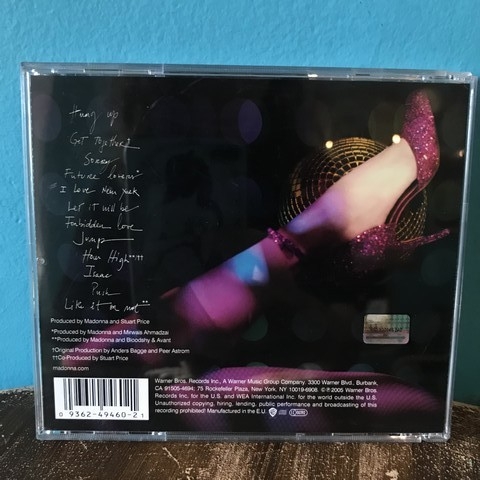 Hung up
Get Together
Sorry
Future lovers*
I Love New York
Let it will be
Forbidden love
Jump
How High**††
Isaac
Push
Like it or not**
Produced by Madonna and Stuart Price
*Produced by Madonna and Mirwais Ahmadzai
**Produced by Madonna and Bloodshy & Avant
†Original Production by Anders Bagge and Peer Astrom
††Co-Produced by Stuart Price
madonna.com
Warner Bros. Records Inc., A Warner Music Group Company, 3300 Warner Blvd., Burbank,
CA 91505-4694; 75 Rockefeller Plaza, New York, NY 10019-6908. ©℗2005 Warner Bros.
Records Inc., for the U.S. and WEA International Inc. for the world outside the U.S.
Unauthorized copying, hiring, lending, public performance and broadcasting of this
recording prohibited! Manufactured in the E.U.
0 9362-49460-2 1